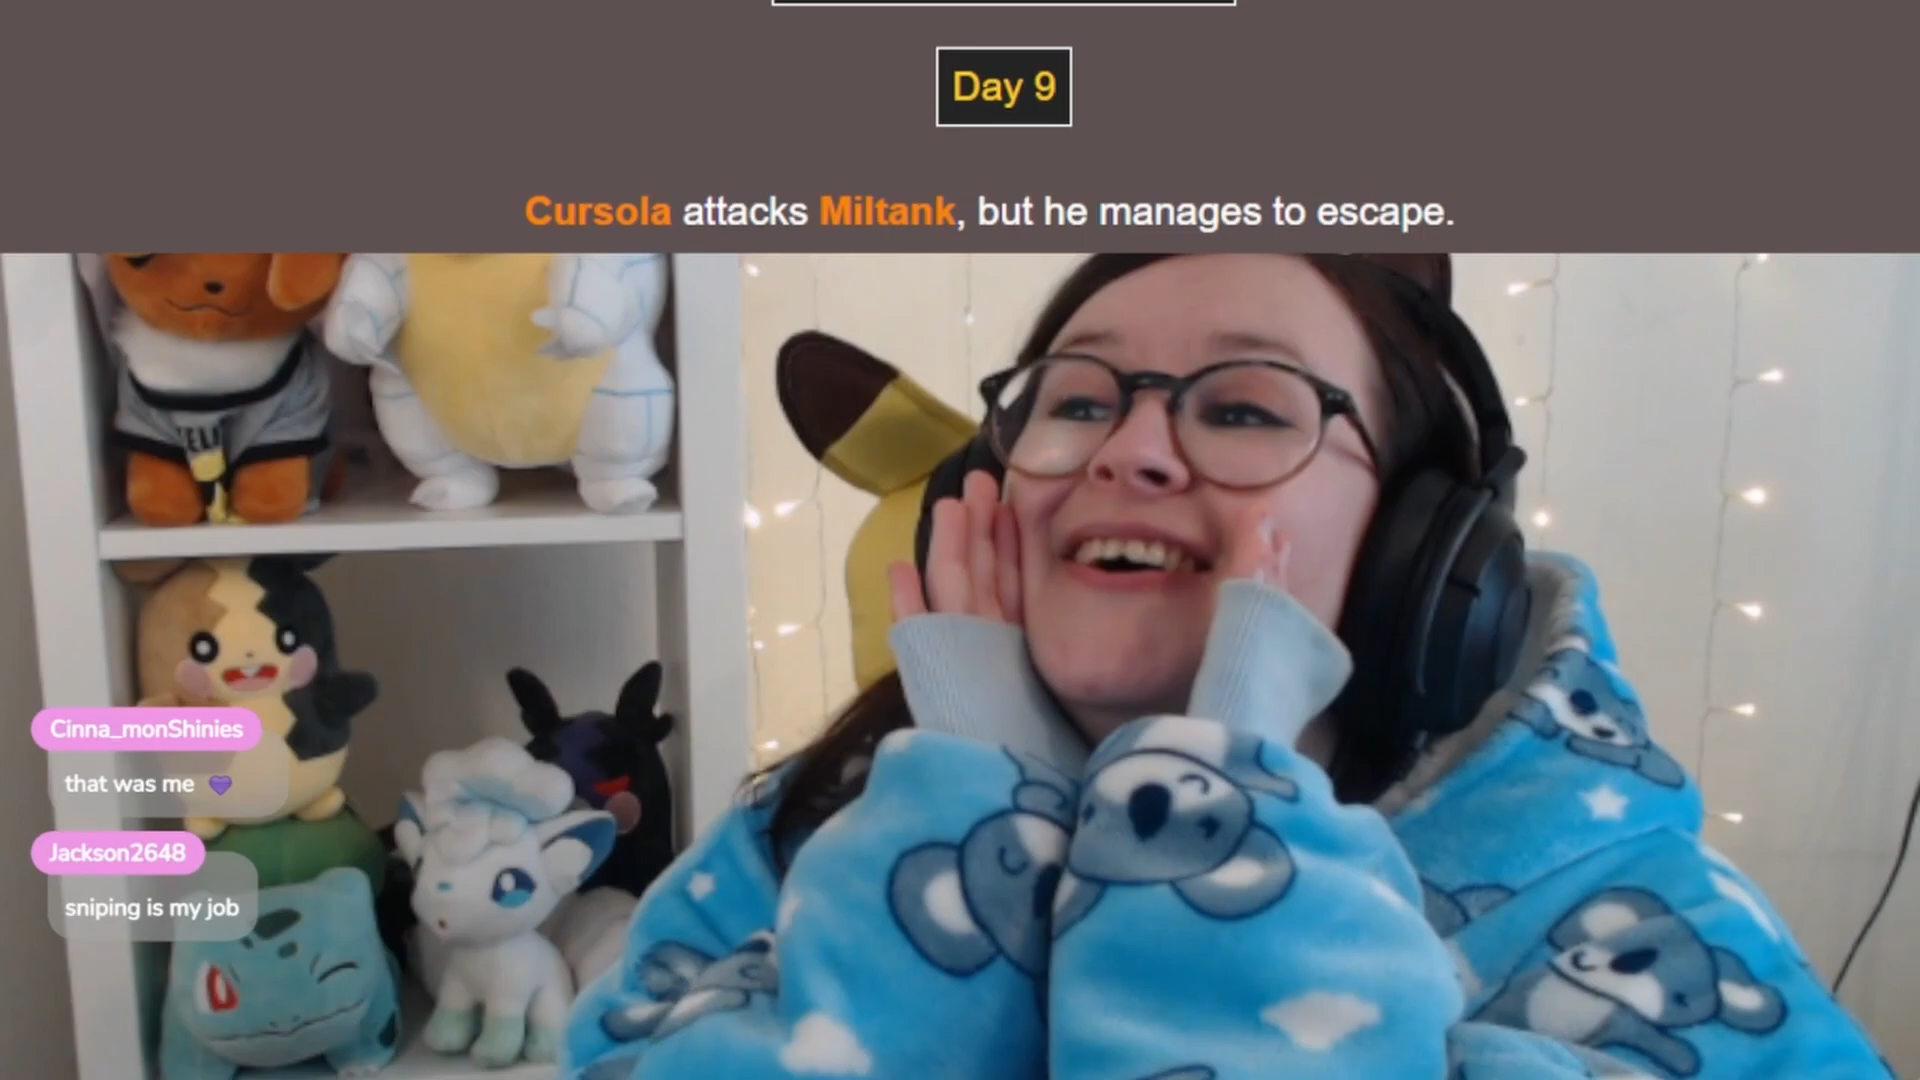 Day 9
Cursola attacks Miltank, but he manages to escape.
Cinna_monShinies
that was me 💜
Jackson2648
sniping is my job